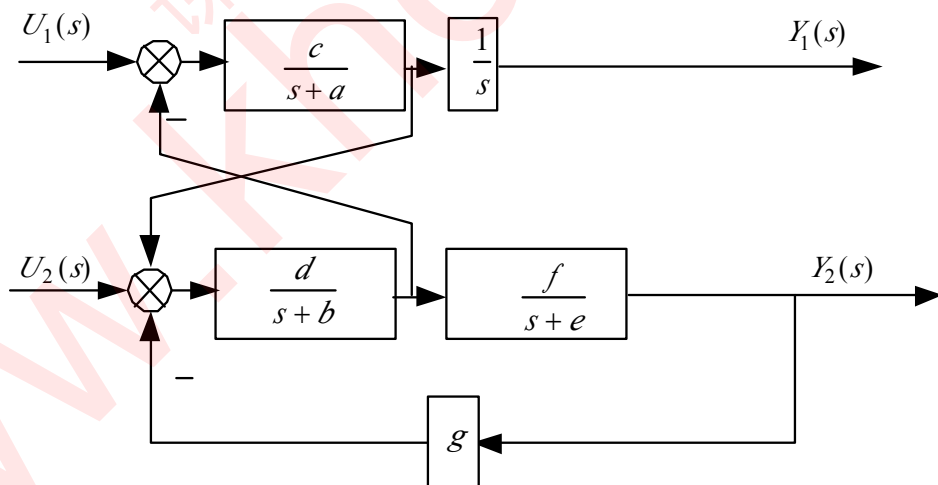 U₁(s)
Y₁(s)
c
s + a
1
s
−
U₂(s)
Y₂(s)
d
s + b
f
s + e
−
g